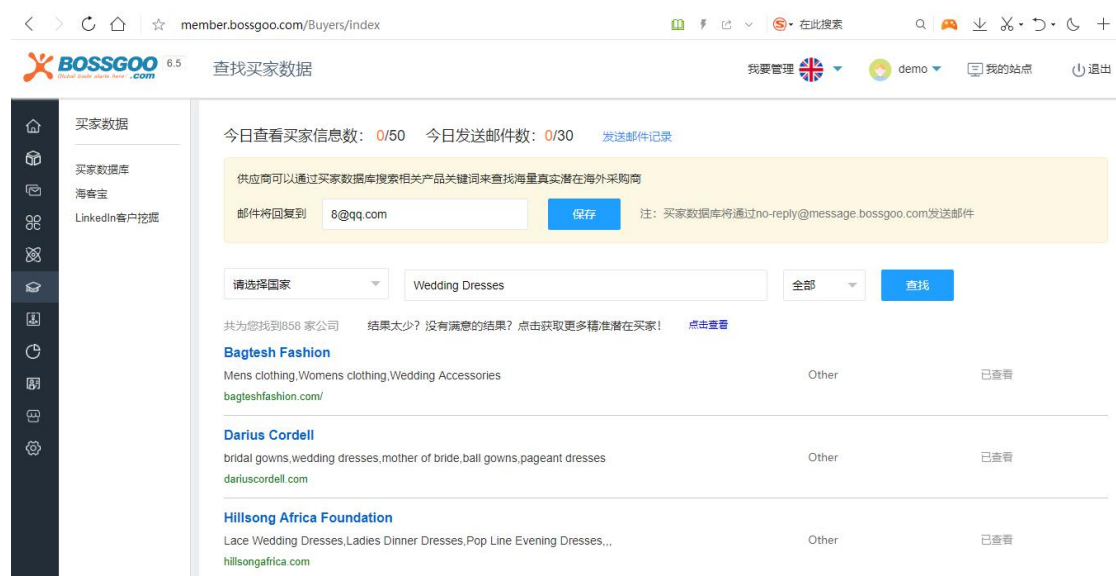 member.bossgoo.com/Buyers/index
在此搜索
BOSSGOO
.com
6.5
Global trade starts here!
查找买家数据
我要管理
demo
我的站点
退出
买家数据
买家数据库
海客宝
LinkedIn客户挖掘
今日查看买家信息数： 0/50 今日发送邮件数： 0/30 发送邮件记录
供应商可以通过买家数据库搜索相关产品关键词来查找海量真实潜在海外采购商
邮件将回复到 8@qq.com 保存 注：买家数据库将通过no-reply@message.bossgoo.com发送邮件
请选择国家 Wedding Dresses 全部 查找
共为您找到858 家公司 结果太少？没有满意的结果？点击获取更多精准潜在买家！ 点击查看
Bagtesh Fashion
Mens clothing,Womens clothing,Wedding Accessories Other 已查看
bagteshfashion.com/
Darius Cordell
bridal gowns,wedding dresses,mother of bride,ball gowns,pageant dresses Other 已查看
dariuscordell.com
Hillsong Africa Foundation
Lace Wedding Dresses,Ladies Dinner Dresses,Pop Line Evening Dresses,,, Other 已查看
hillsongafrica.com